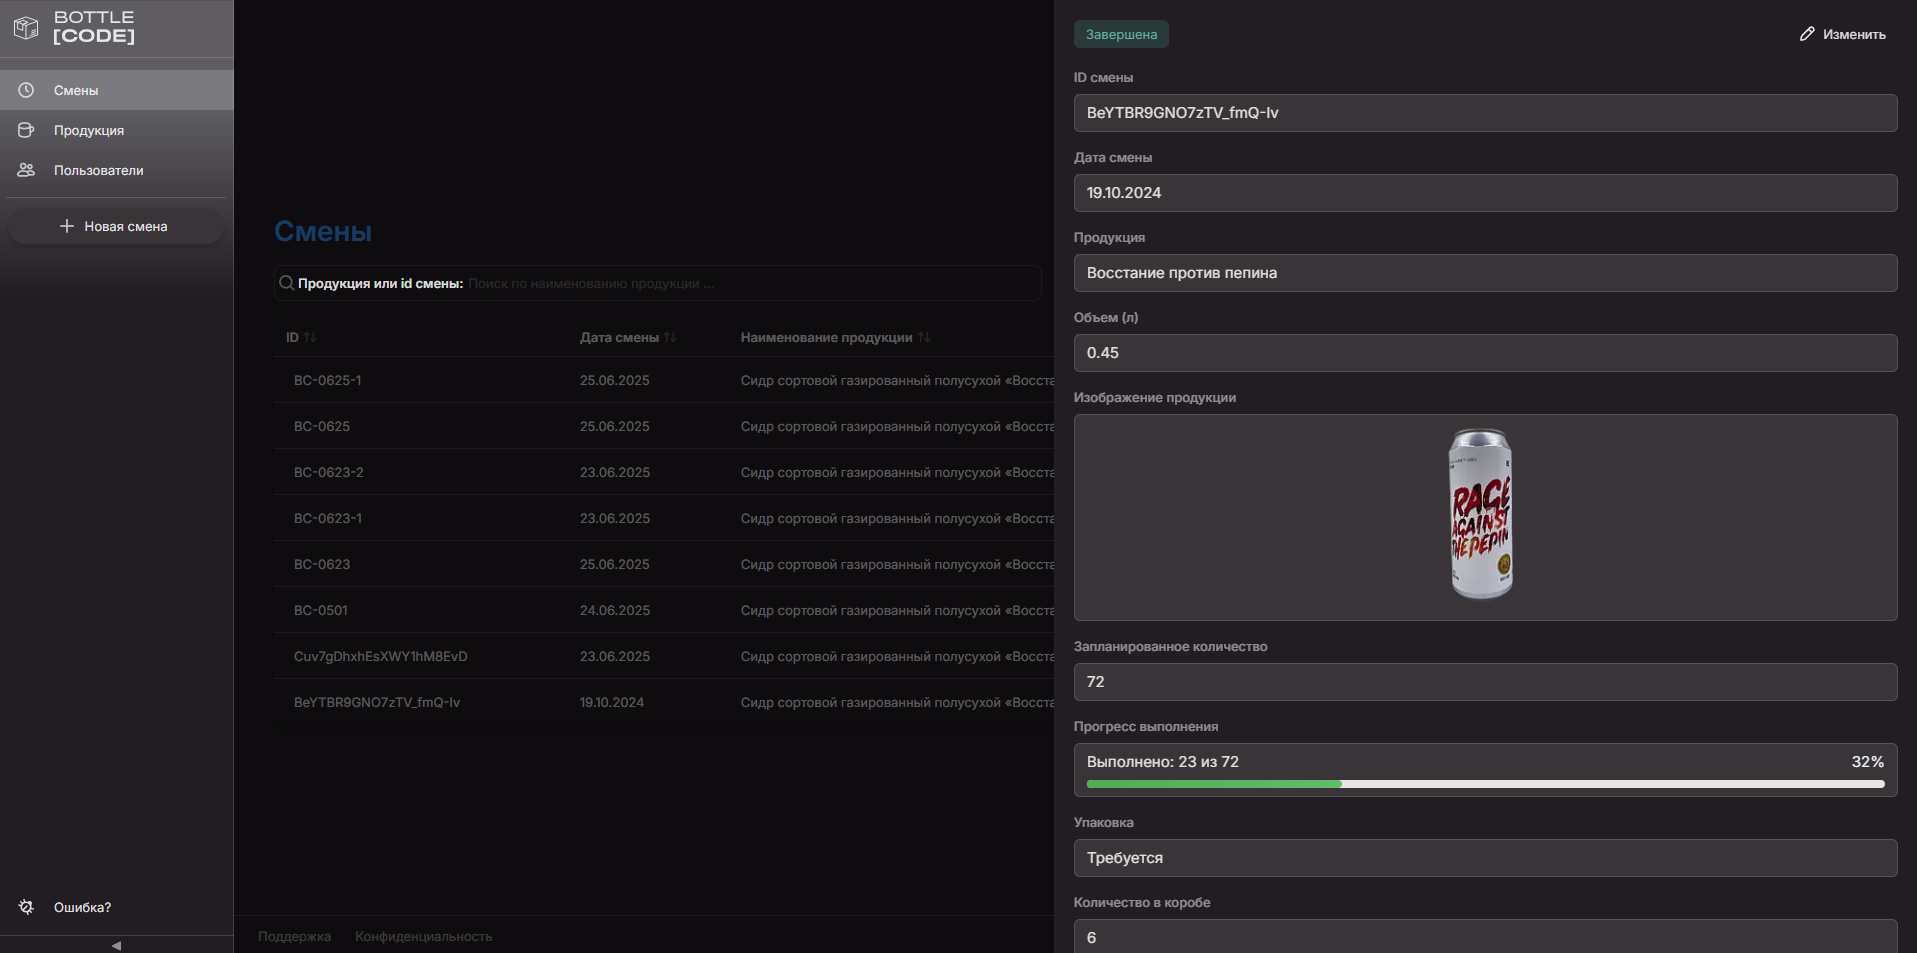 BOTTLE
[CODE]
Смены
Продукция
Пользователи
Новая смена
Ошибка?
Смены
Продукция или id смены: Поиск по наименованию продукции ...
ID Дата смены Наименование продукции
BC-0625-1 25.06.2025 Сидр сортовой газированный полусухой «Восста
BC-0625 25.06.2025 Сидр сортовой газированный полусухой «Восста
BC-0623-2 23.06.2025 Сидр сортовой газированный полусухой «Восста
BC-0623-1 23.06.2025 Сидр сортовой газированный полусухой «Восста
BC-0623 25.06.2025 Сидр сортовой газированный полусухой «Восста
BC-0501 24.06.2025 Сидр сортовой газированный полусухой «Восста
Cuv7gDhxhEsXWY1hM8EvD 23.06.2025 Сидр сортовой газированный полусухой «Восста
BeYTBR9GNO7zTV_fmQ-Iv 19.10.2024 Сидр сортовой газированный полусухой «Восста
Поддержка Конфиденциальность
Завершена
Изменить
ID смены
BeYTBR9GNO7zTV_fmQ-Iv
Дата смены
19.10.2024
Продукция
Восстание против пепина
Объем (л)
0.45
Изображение продукции
RAGE
AGAINST
THEPEPIN
Запланированное количество
72
Прогресс выполнения
Выполнено: 23 из 72 32%
Упаковка
Требуется
Количество в коробе
6